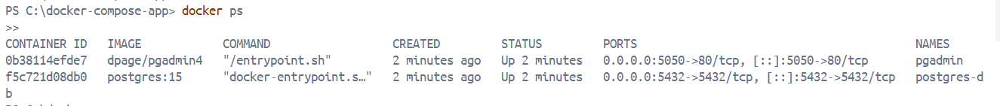 PS C:\docker-compose-app> docker ps
>>
CONTAINER ID   IMAGE            COMMAND                  CREATED         STATUS         PORTS                                         NAMES
0b38114efde7   dpage/pgadmin4   "/entrypoint.sh"         2 minutes ago   Up 2 minutes   0.0.0.0:5050->80/tcp, [::]:5050->80/tcp       pgadmin
f5c721d08db0   postgres:15      "docker-entrypoint.s…"   2 minutes ago   Up 2 minutes   0.0.0.0:5432->5432/tcp, [::]:5432->5432/tcp   postgres-d
b